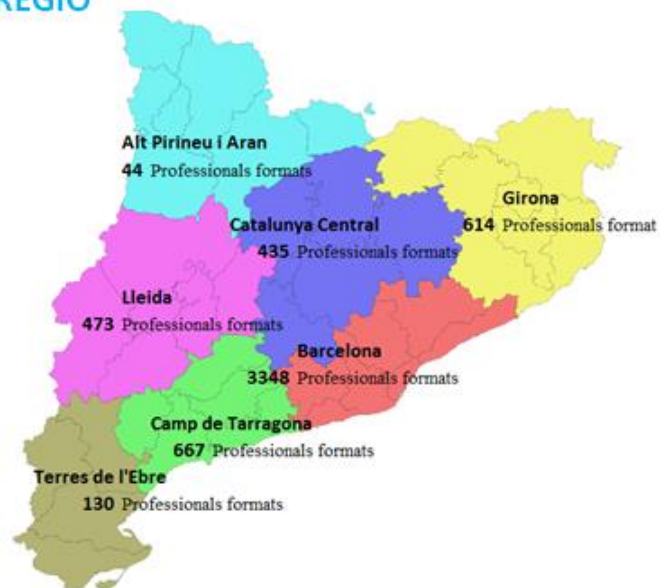 REGIÓ
Alt Pirineu i Aran
44 Professionals formats
Girona
614 Professionals format
Catalunya Central
435 Professionals formats
Lleida
473 Professionals formats
Barcelona
3348 Professionals formats
Camp de Tarragona
667 Professionals formats
Terres de l'Ebre
130 Professionals formats